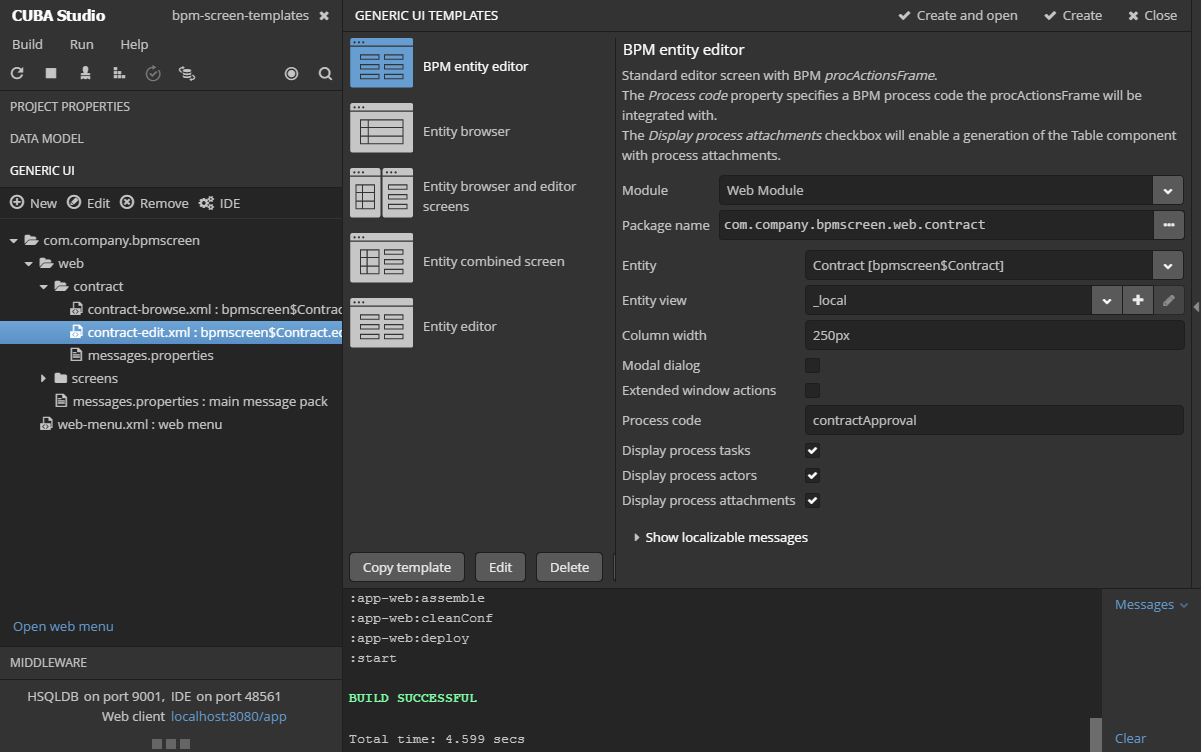 CUBA Studio
bpm-screen-templates
Build Run Help
PROJECT PROPERTIES
DATA MODEL
GENERIC UI
New Edit Remove IDE
com.company.bpmscreen
web
contract
contract-browse.xml : bpmscreen$Contrac
contract-edit.xml : bpmscreen$Contract.ed
messages.properties
screens
messages.properties : main message pack
web-menu.xml : web menu
Open web menu
MIDDLEWARE
HSQLDB on port 9001, IDE on port 48561
Web client localhost:8080/app
GENERIC UI TEMPLATES
Create and open Create Close
BPM entity editor
Entity browser
Entity browser and editor
screens
Entity combined screen
Entity editor
Copy template Edit Delete
BPM entity editor
Standard editor screen with BPM procActionsFrame.
The Process code property specifies a BPM process code the procActionsFrame will be
integrated with.
The Display process attachments checkbox will enable a generation of the Table component
with process attachments.
Module Web Module
Package name com.company.bpmscreen.web.contract
Entity Contract [bpmscreen$Contract]
Entity view _local
Column width 250px
Modal dialog
Extended window actions
Process code contractApproval
Display process tasks
Display process actors
Display process attachments
Show localizable messages
:app-web:assemble
:app-web:cleanConf
:app-web:deploy
:start
BUILD SUCCESSFUL
Total time: 4.599 secs
Messages
Clear